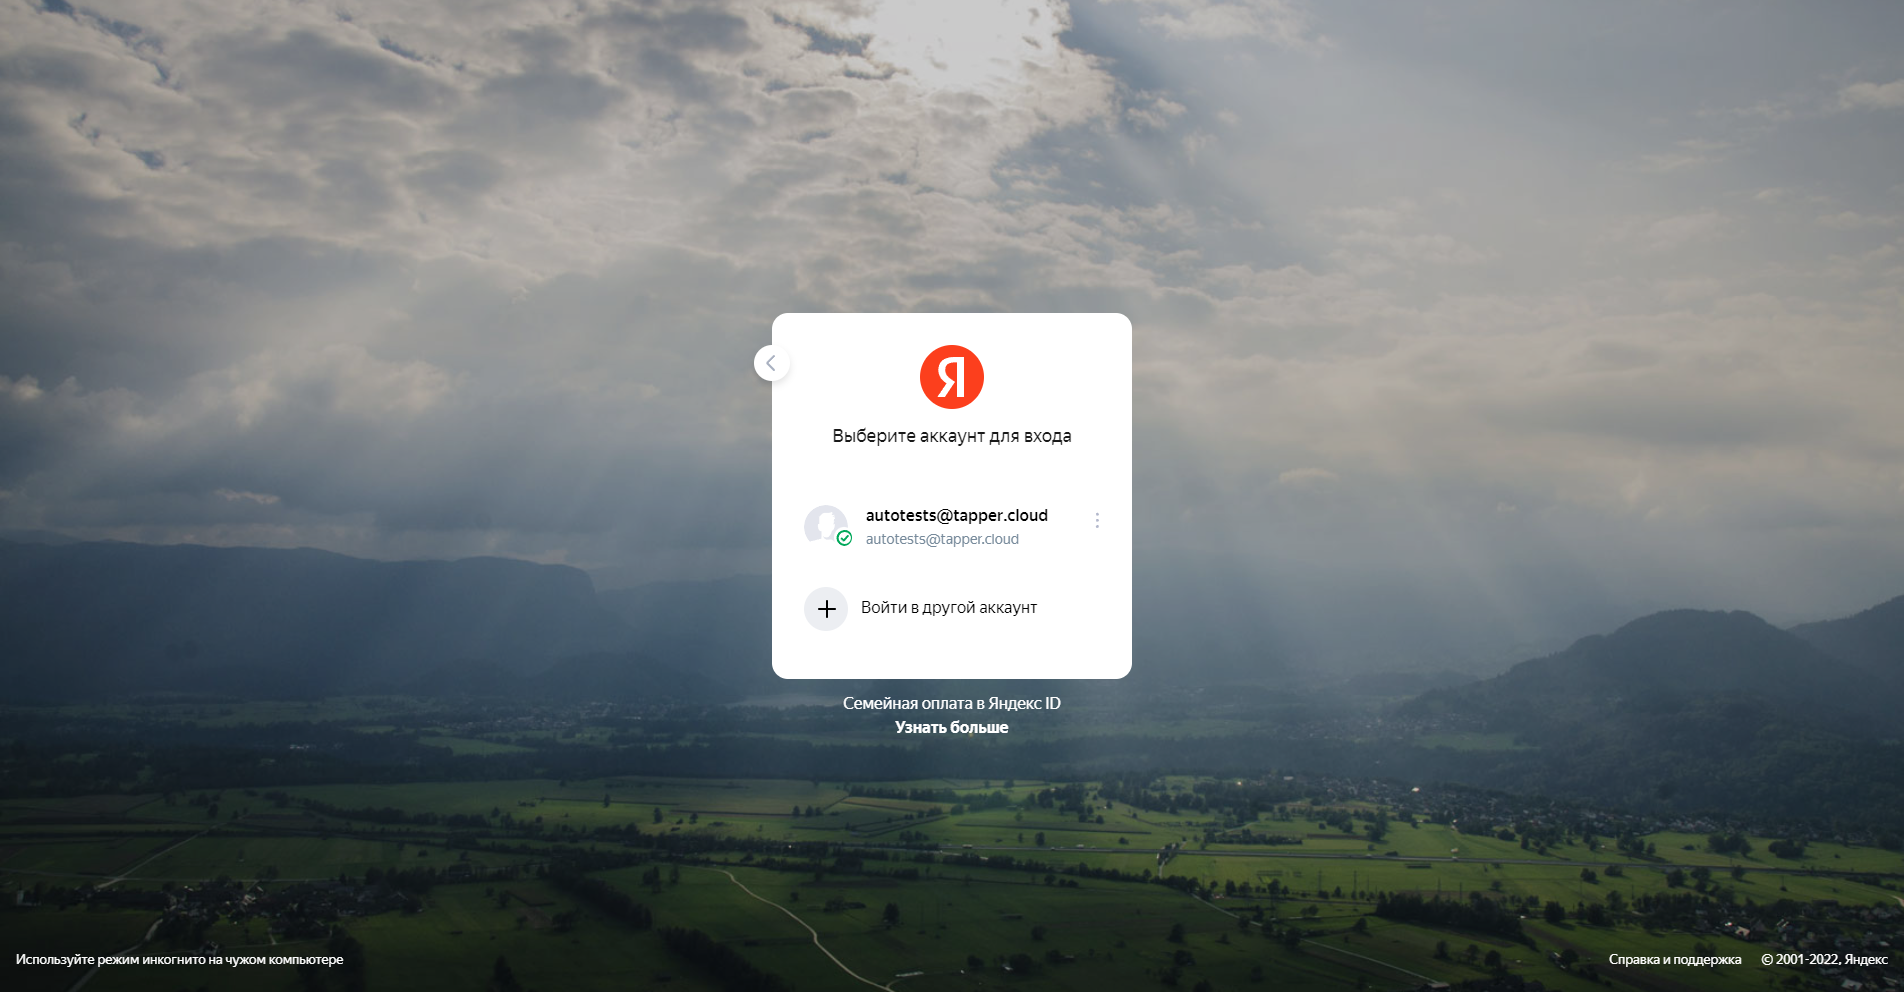 Я
Выберите аккаунт для входа
autotests@tapper.cloud
autotests@tapper.cloud
Войти в другой аккаунт
Семейная оплата в Яндекс ID
Узнать больше
Используйте режим инкогнито на чужом компьютере
Справка и поддержка
© 2001-2022, Яндекс